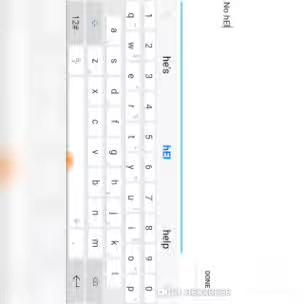 No hEl
DONE
he's
hEl
help
1 2 3 4 5 6 7 8 9 0
q w e r t y u i o p
a s d f g h j k l
z x c v b n m
12#